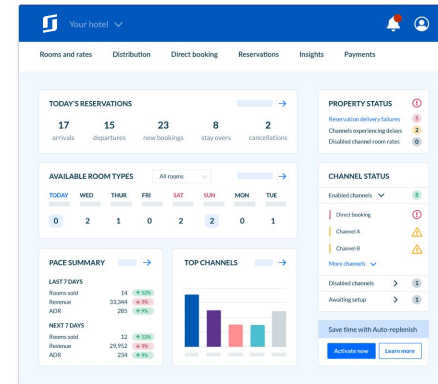 Your hotel
Rooms and rates Distribution Direct booking Reservations Insights Payments
TODAY'S RESERVATIONS
17 15 23 8 2
arrivals departures new bookings stay overs cancellations
PROPERTY STATUS
Reservation delivery failures 5
Channels experiencing delays 2
Disabled channel room rates 0
AVAILABLE ROOM TYPES All rooms
TODAY WED THUR FRI SAT SUN MON TUE
0 2 1 0 2 2 0 1
CHANNEL STATUS
Enabled channels 8
Direct booking
Channel A
Channel B
More channels
Disabled channels 1
Awaiting setup 1
PACE SUMMARY
LAST 7 DAYS
Rooms sold 14 ↑ 53%
Revenue 33,344 ↓ 3%
ADR 285 ↑ 9%
NEXT 7 DAYS
Rooms sold 12 ↑ 12%
Revenue 29,952 ↓ 3%
ADR 234 ↑ 9%
TOP CHANNELS
Save time with Auto-replenish
Activate now Learn more